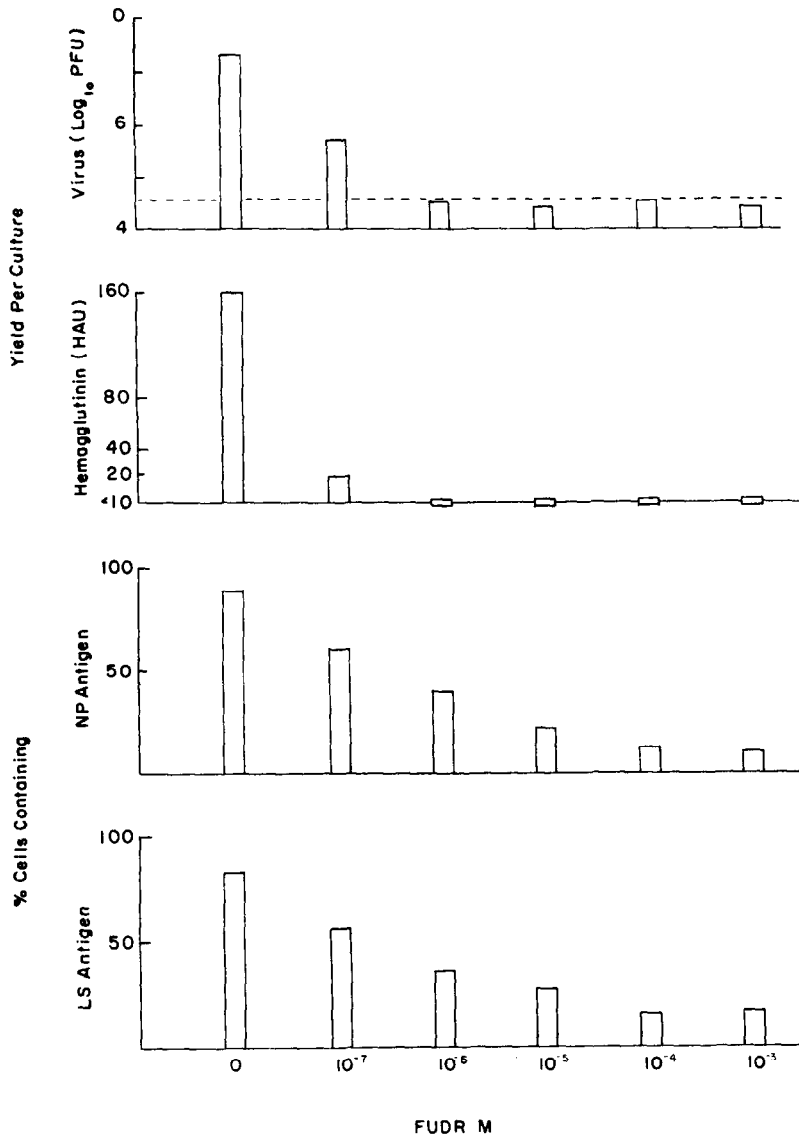 Yield Per Culture
Virus (Log10 PFU)
0
6
4
Hemagglutinin (HAU)
160
80
40
20
<10
% Cells Containing
NP Antigen
100
50
LS Antigen
100
50
0 10-7 10-6 10-5 10-4 10-3
FUDR M